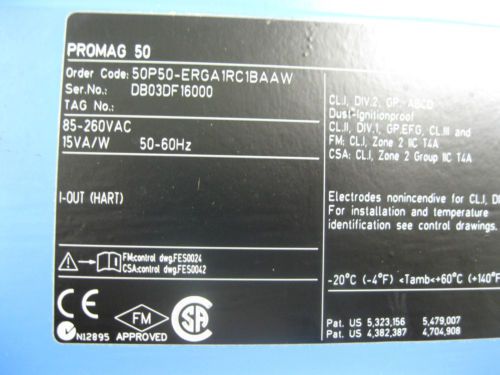 PROMAG 50
Order Code: 50P50-ERGA1RC1BAAW
Ser.No.: DB03DF16000
TAG No.:
85-260VAC
15VA/W 50-60Hz
I-OUT (HART)
FM:control dwg.FES0024
CSA:control dwg.FES0042
CE
N12895
FM
APPROVED
SA
CL.I, DIV.2, GP. ABCD
Dust-ignitionproof
CL.II, DIV.1, GP.EFG, CL.III and
FM: CL.I, Zone 2 IIC T4A
CSA: CL.I, Zone 2 Group IIC T4A
Electrodes nonincendive for CL.I, DI
For installation and temperature
identification see control drawings.
-20°C (-4°F) <Tamb<+60°C (+140°F
Pat. US 5,323,156 5,479,007
Pat. US 4,382,387 4,704,908